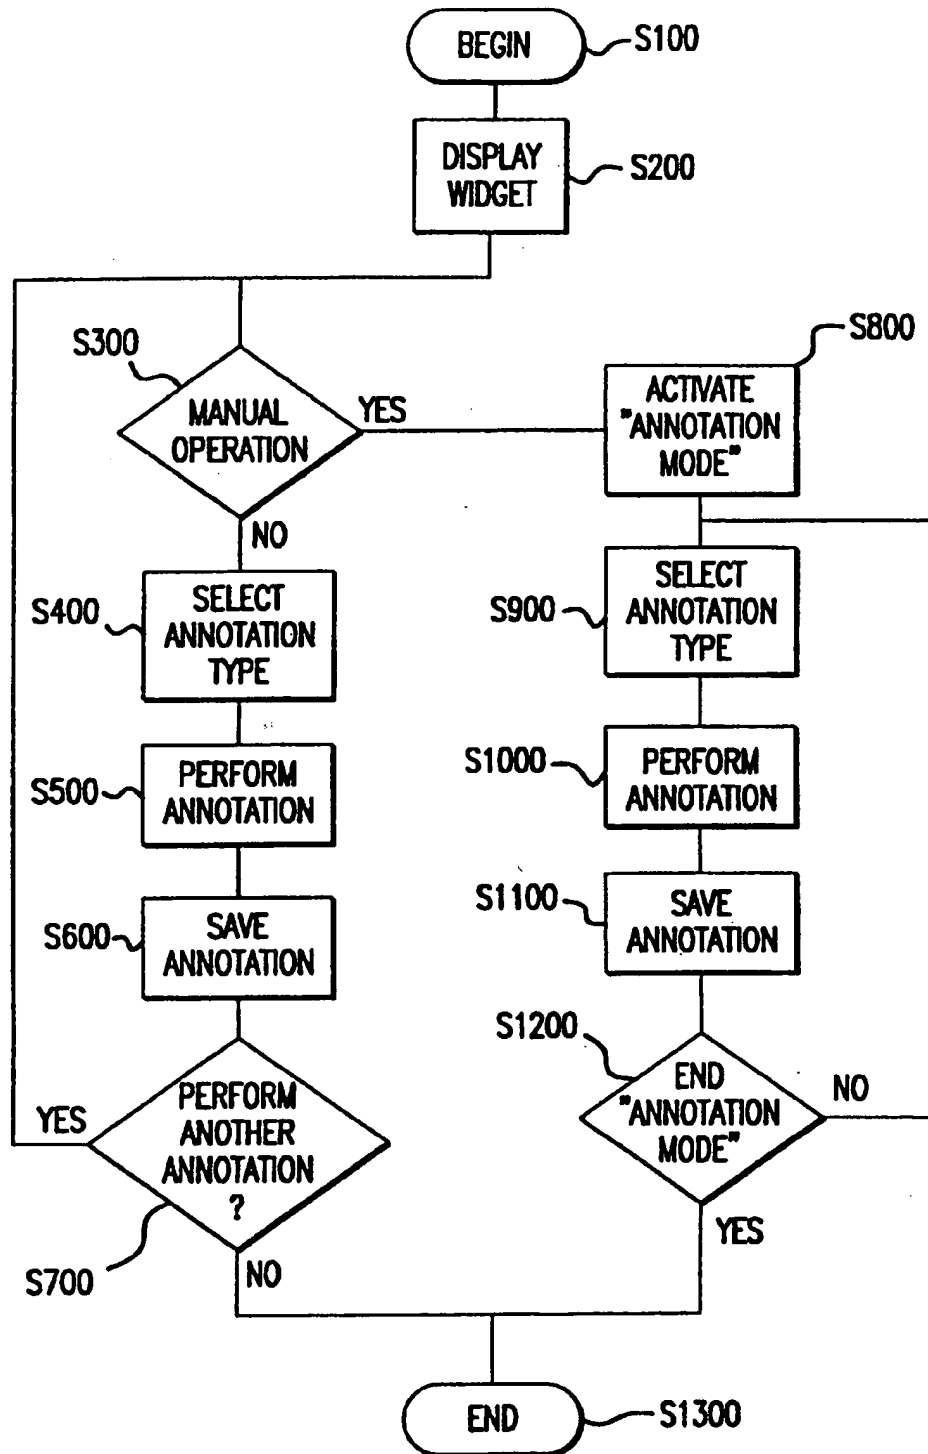 BEGIN
S100
DISPLAY
WIDGET
S200
S300
MANUAL
OPERATION
YES
NO
S800
ACTIVATE
"ANNOTATION
MODE"
S400
SELECT
ANNOTATION
TYPE
S900
SELECT
ANNOTATION
TYPE
S500
PERFORM
ANNOTATION
S1000
PERFORM
ANNOTATION
S600
SAVE
ANNOTATION
S1100
SAVE
ANNOTATION
YES
PERFORM
ANOTHER
ANNOTATION
?
S700
NO
S1200
END
"ANNOTATION
MODE"
NO
YES
END
S1300